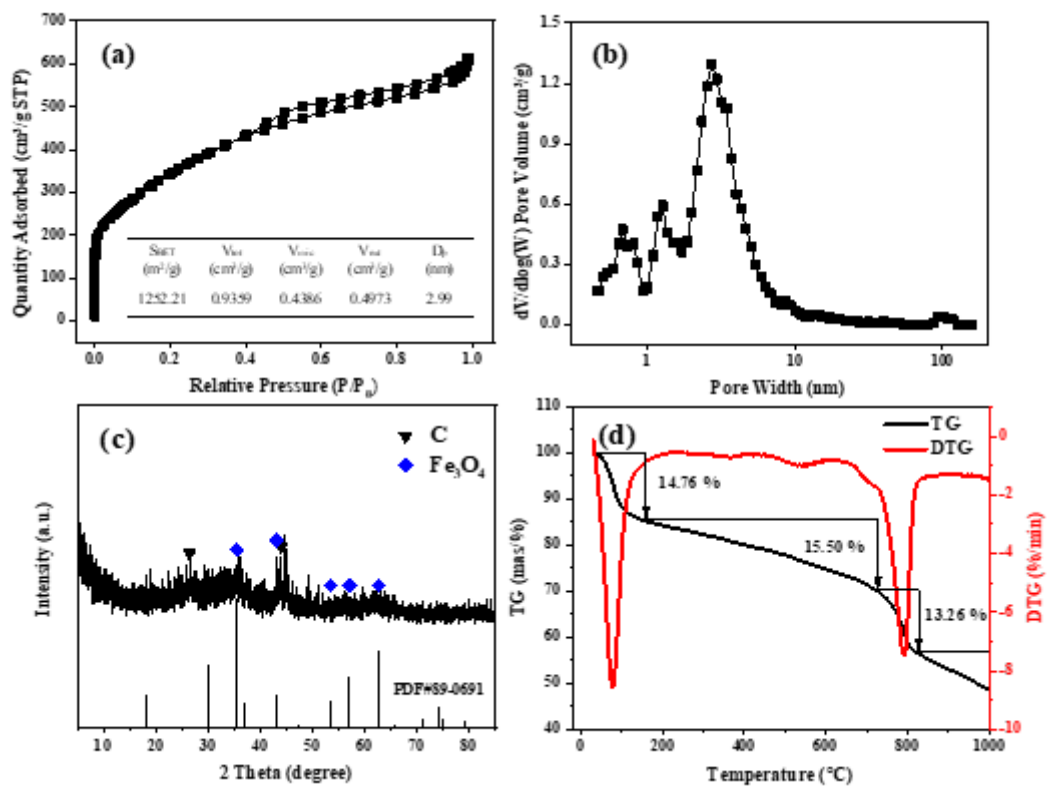 (a)
Quantity Adsorbed (cm³/g STP)
700
600
500
400
300
200
100
0
S_BET V_tot V_mic V_ext D_p
(m²/g) (cm³/g) (cm³/g) (cm³/g) (nm)
1252.21 0.9359 0.4386 0.4973 2.99
0.0 0.2 0.4 0.6 0.8 1.0
Relative Pressure (P/P₀)
(b)
dV/dlog(W) Pore Volume (cm³/g)
1.5
1.2
0.9
0.6
0.3
0.0
1 10 100
Pore Width (nm)
(c)
C
Fe₃O₄
Intensity (a.u.)
PDF#89-0691
10 20 30 40 50 60 70 80
2 Theta (degree)
(d)
TG
DTG
TG (mas/%)
110
100
90
80
70
60
50
40
14.76 %
15.50 %
13.26 %
0
-2
-4
-6
-8
-10
DTG (%/min)
0 200 400 600 800 1000
Temperature (°C)